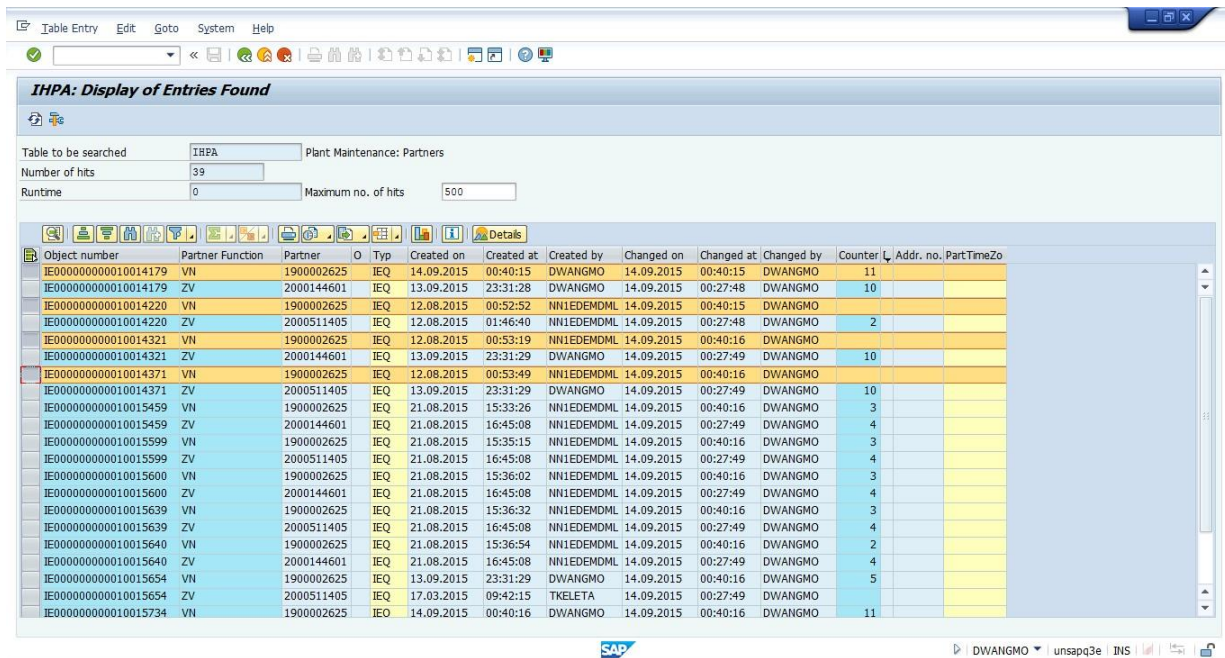 Table Entry Edit Goto System Help
IHPA: Display of Entries Found
Table to be searched IHPA Plant Maintenance: Partners
Number of hits 39
Runtime 0 Maximum no. of hits 500
Details
Object number Partner Function Partner O Typ Created on Created at Created by Changed on Changed at Changed by Counter L Addr. no. PartTimeZo
IE000000000010014179 VN 1900002625 IEQ 14.09.2015 00:40:15 DWANGMO 14.09.2015 00:40:15 DWANGMO 11
IE000000000010014179 ZV 2000144601 IEQ 13.09.2015 23:31:28 DWANGMO 14.09.2015 00:27:48 DWANGMO 10
IE000000000010014220 VN 1900002625 IEQ 12.08.2015 00:52:52 NN1EDEMDML 14.09.2015 00:40:15 DWANGMO
IE000000000010014220 ZV 2000511405 IEQ 12.08.2015 01:46:40 NN1EDEMDML 14.09.2015 00:27:48 DWANGMO 2
IE000000000010014321 VN 1900002625 IEQ 12.08.2015 00:53:19 NN1EDEMDML 14.09.2015 00:40:16 DWANGMO
IE000000000010014321 ZV 2000144601 IEQ 13.09.2015 23:31:29 DWANGMO 14.09.2015 00:27:49 DWANGMO 10
IE000000000010014371 VN 1900002625 IEQ 12.08.2015 00:53:49 NN1EDEMDML 14.09.2015 00:40:16 DWANGMO
IE000000000010014371 ZV 2000511405 IEQ 13.09.2015 23:31:29 DWANGMO 14.09.2015 00:27:49 DWANGMO 10
IE000000000010015459 VN 1900002625 IEQ 21.08.2015 15:33:26 NN1EDEMDML 14.09.2015 00:40:16 DWANGMO 3
IE000000000010015459 ZV 2000144601 IEQ 21.08.2015 16:45:08 NN1EDEMDML 14.09.2015 00:27:49 DWANGMO 4
IE000000000010015599 VN 1900002625 IEQ 21.08.2015 15:35:15 NN1EDEMDML 14.09.2015 00:40:16 DWANGMO 3
IE000000000010015599 ZV 2000511405 IEQ 21.08.2015 16:45:08 NN1EDEMDML 14.09.2015 00:27:49 DWANGMO 4
IE000000000010015600 VN 1900002625 IEQ 21.08.2015 15:36:02 NN1EDEMDML 14.09.2015 00:40:16 DWANGMO 3
IE000000000010015600 ZV 2000144601 IEQ 21.08.2015 16:45:08 NN1EDEMDML 14.09.2015 00:27:49 DWANGMO 4
IE000000000010015639 VN 1900002625 IEQ 21.08.2015 15:36:32 NN1EDEMDML 14.09.2015 00:40:16 DWANGMO 3
IE000000000010015639 ZV 2000511405 IEQ 21.08.2015 16:45:08 NN1EDEMDML 14.09.2015 00:27:49 DWANGMO 4
IE000000000010015640 VN 1900002625 IEQ 21.08.2015 15:36:54 NN1EDEMDML 14.09.2015 00:40:16 DWANGMO 2
IE000000000010015640 ZV 2000144601 IEQ 21.08.2015 16:45:08 NN1EDEMDML 14.09.2015 00:27:49 DWANGMO 4
IE000000000010015654 VN 1900002625 IEQ 13.09.2015 23:31:29 DWANGMO 14.09.2015 00:40:16 DWANGMO 5
IE000000000010015654 ZV 2000511405 IEQ 17.03.2015 09:42:15 TKELETA 14.09.2015 00:27:49 DWANGMO
IE000000000010015734 VN 1900002625 IEQ 14.09.2015 00:40:16 DWANGMO 14.09.2015 00:40:16 DWANGMO 11
SAP DWANGMO unsapq3e INS